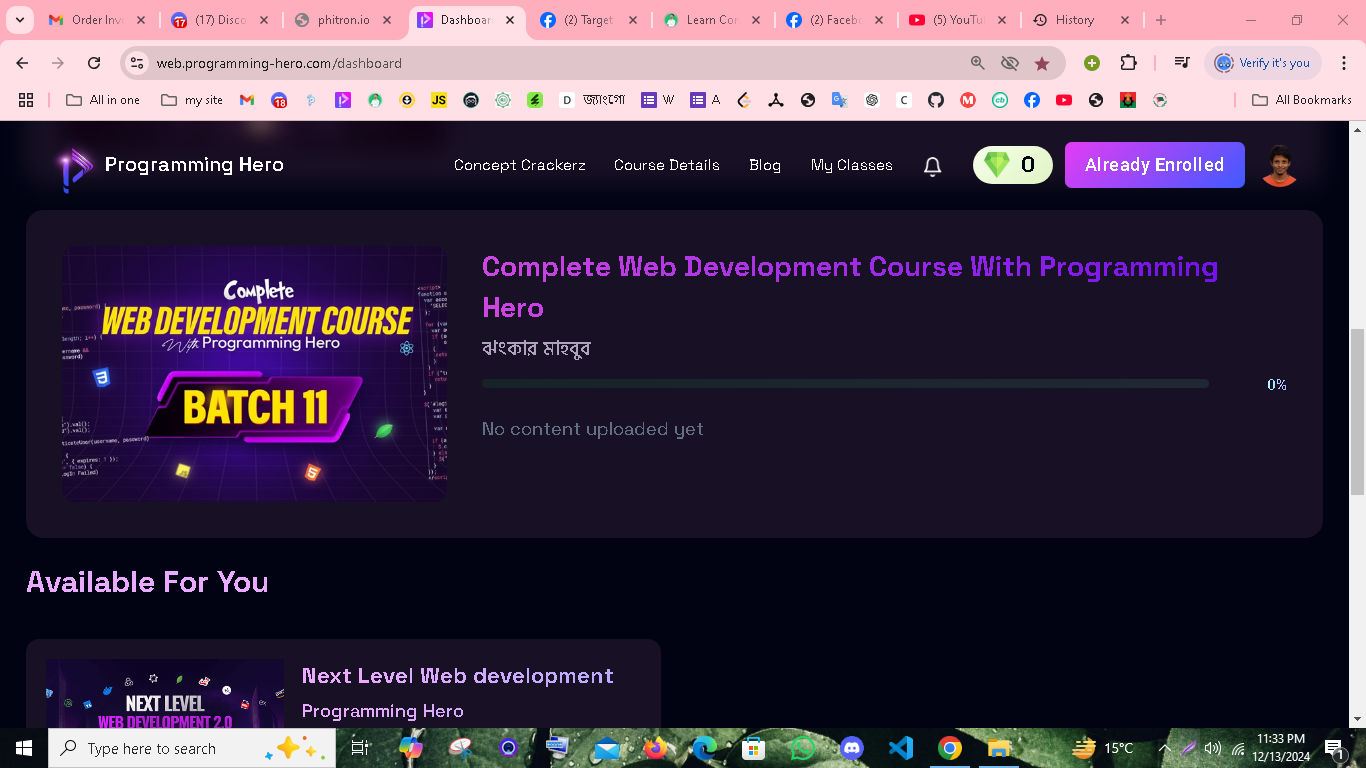 Order Inv
(17) Disco
phitron.io
Dashboar
(2) Target
Learn Cor
(2) Faceb
(5) YouTu
History
web.programming-hero.com/dashboard
Verify it's you
All in one
my site
জ্যাংগো
W
A
All Bookmarks
Programming Hero
Concept Crackerz
Course Details
Blog
My Classes
0
Already Enrolled
Complete
WEB DEVELOPMENT COURSE
With Programming Hero
BATCH 11
Complete Web Development Course With Programming
Hero
ঝংকার মাহবুব
0%
No content uploaded yet
Available For You
NEXT LEVEL
WEB DEVELOPMENT 2.0
Next Level Web development
Programming Hero
Type here to search
15°C
11:33 PM
12/13/2024
1